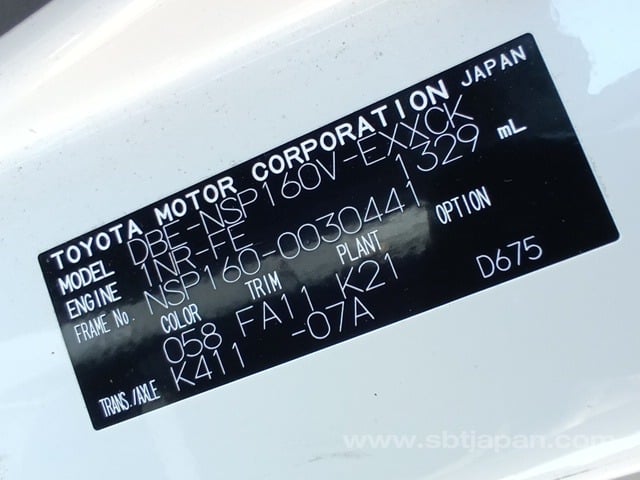 TOYOTA MOTOR CORPORATION JAPAN
MODEL DBE-NSP160V-EXXCK
ENGINE 1NR-FE 1329 mL
FRAME No. NSP160-0030441
COLOR TRIM PLANT OPTION
058 FA11 K21 D675
TRANS./AXLE K411 -07A
www.sbtjapan.com